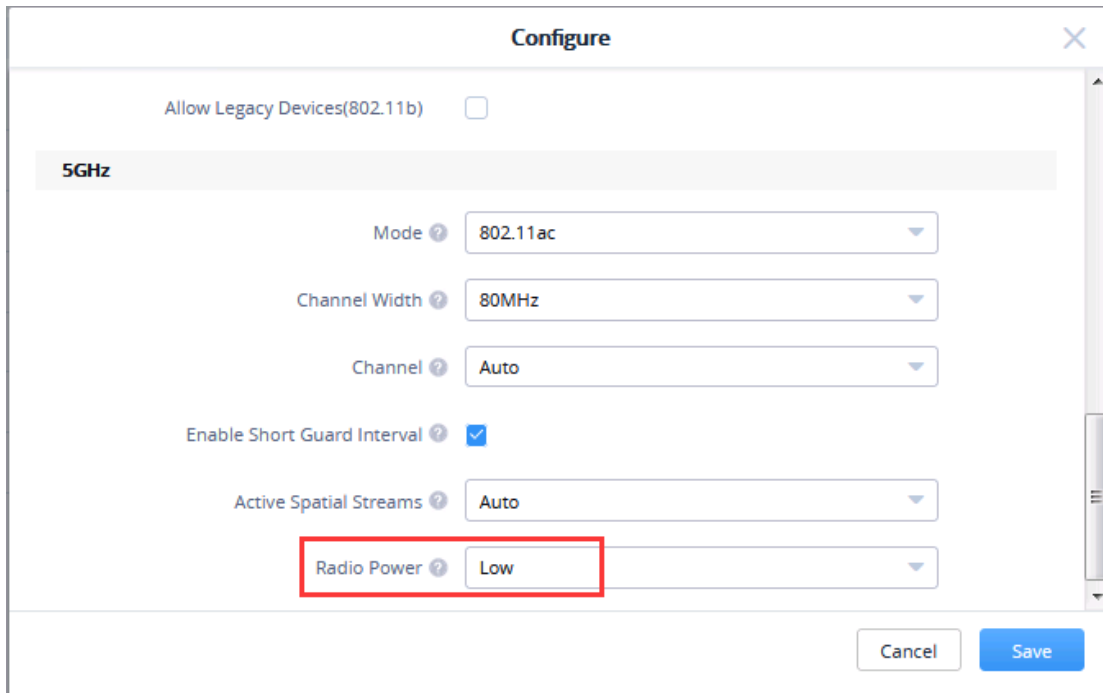 Configure
Allow Legacy Devices(802.11b)
5GHz
Mode ? 802.11ac
Channel Width ? 80MHz
Channel ? Auto
Enable Short Guard Interval ?
Active Spatial Streams ? Auto
Radio Power ? Low
Cancel Save